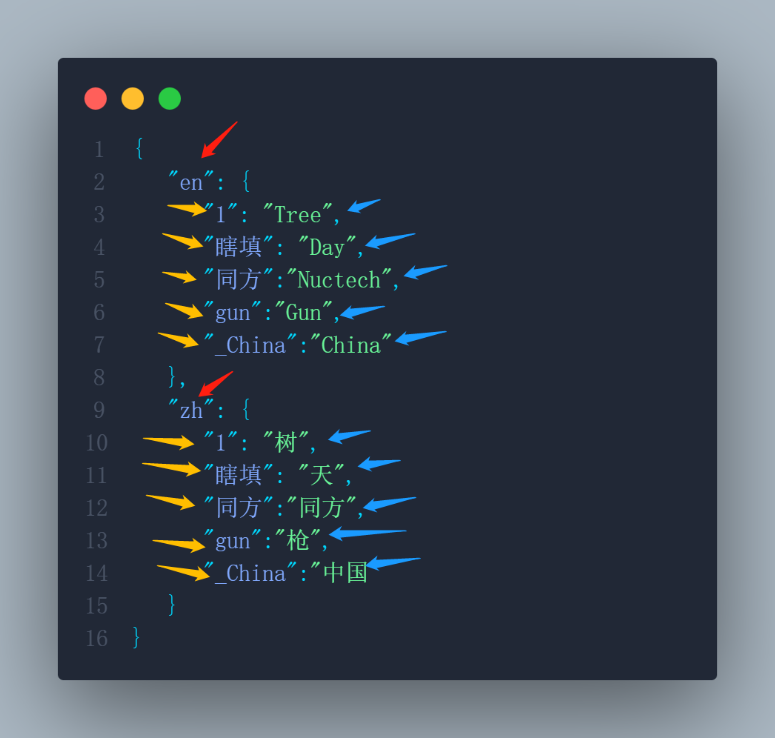 1 {
2 "en": {
3 "1": "Tree",
4 "瞎填": "Day",
5 "同方":"Nuctech",
6 "gun":"Gun",
7 "_China":"China"
8 },
9 "zh": {
10 "1": "树",
11 "瞎填": "天",
12 "同方":"同方",
13 "gun":"枪",
14 "_China":"中国
15 }
16 }